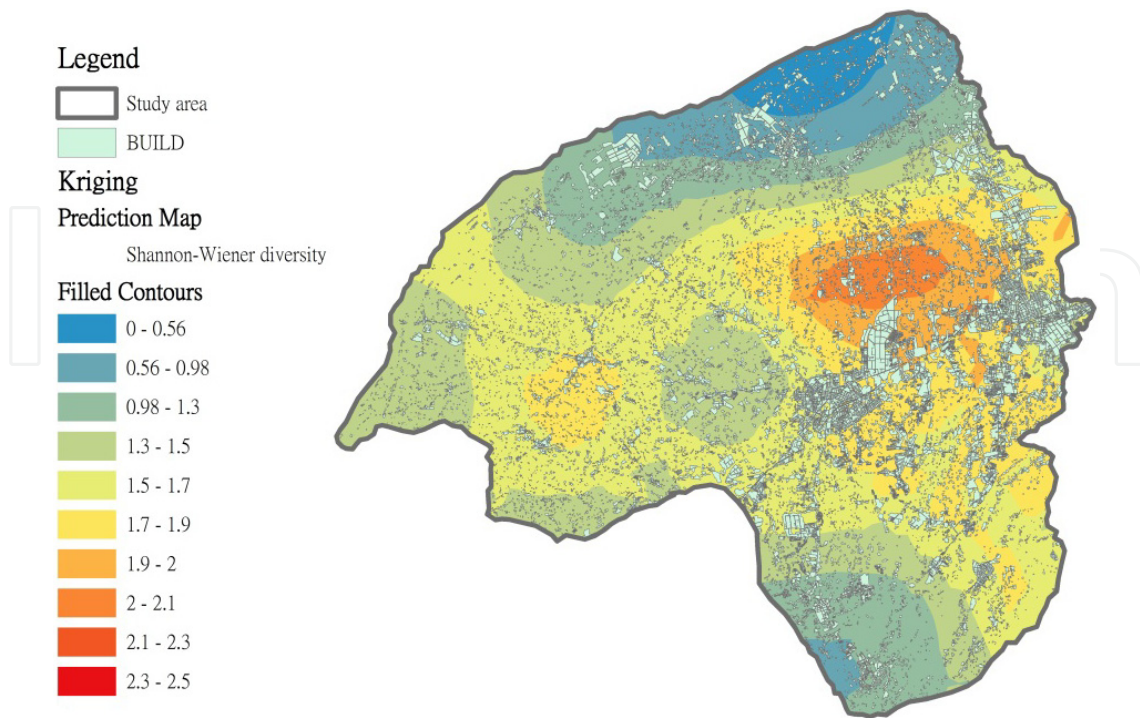 Legend
Study area
BUILD
Kriging
Prediction Map
Shannon-Wiener diversity
Filled Contours
0 - 0.56
0.56 - 0.98
0.98 - 1.3
1.3 - 1.5
1.5 - 1.7
1.7 - 1.9
1.9 - 2
2 - 2.1
2.1 - 2.3
2.3 - 2.5